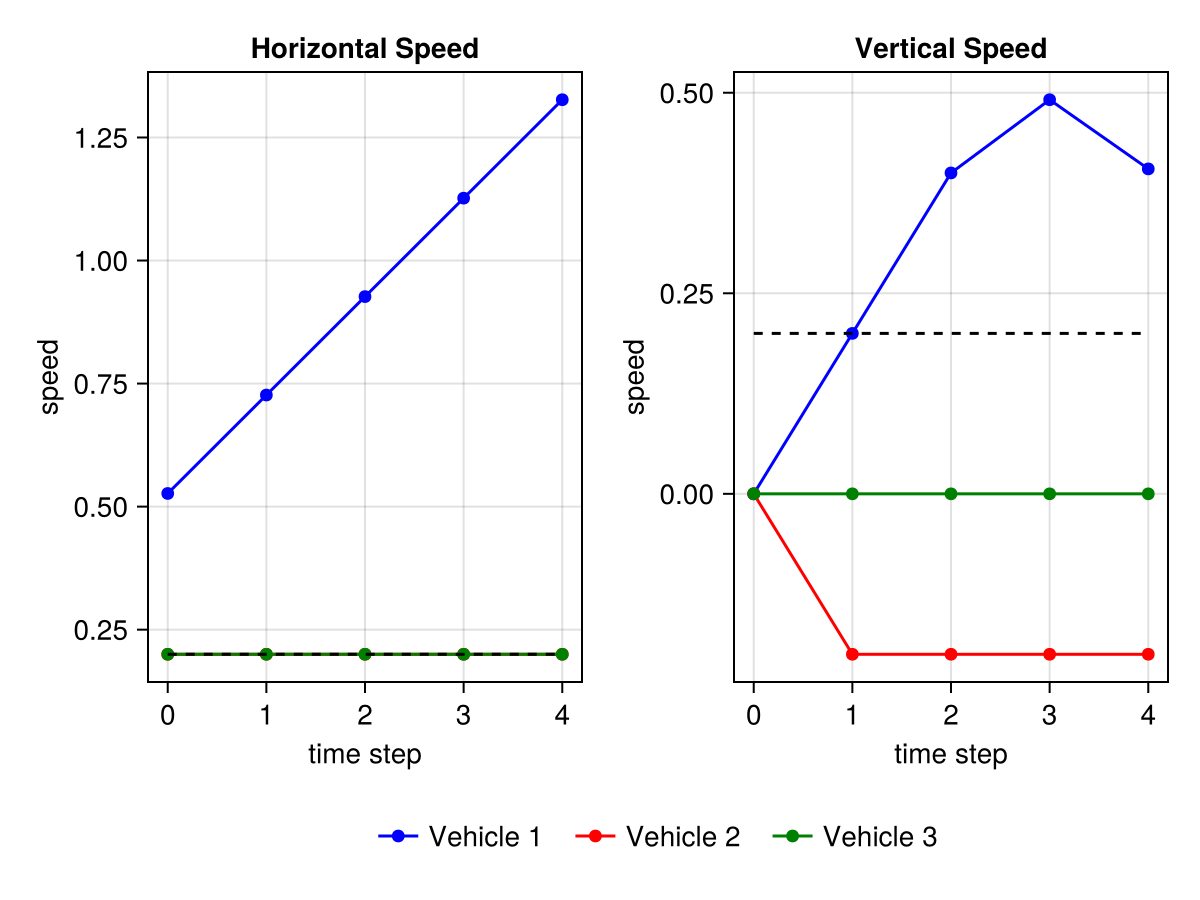 Horizontal Speed
1.25
1.00
0.75
0.50
0.25
speed
0 1 2 3 4
time step
Vertical Speed
0.50
0.25
0.00
speed
0 1 2 3 4
time step
Vehicle 1 Vehicle 2 Vehicle 3